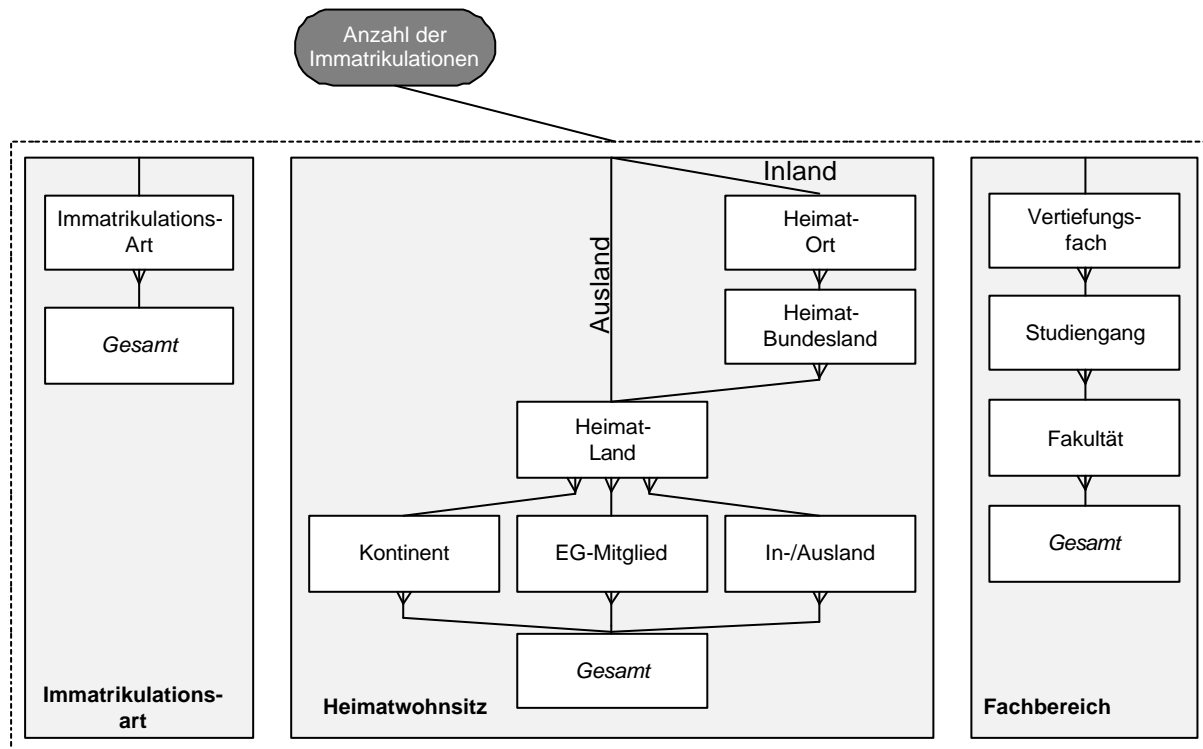 Anzahl der
Immatrikulationen
Immatrikulations-
Art
Gesamt
Immatrikulations-
art
Inland
Ausland
Heimat-
Ort
Heimat-
Bundesland
Heimat-
Land
Kontinent
EG-Mitglied
In-/Ausland
Gesamt
Heimatwohnsitz
Vertiefungs-
fach
Studiengang
Fakultät
Gesamt
Fachbereich